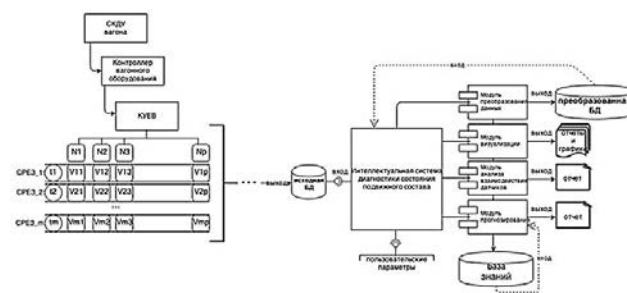 СКДУ
вагона
Контроллер
вагонного
оборудования
КУЕВ
N1 N2 N3 Np
СРЕЗ_1 t1 V11 V12 V13 V1p
СРЕЗ_2 t2 V21 V22 V23 V2p
...
СРЕЗ_n tm Vm1 Vm2 Vm3 Vmp
выход
исходная
БД
вход
Интеллектуальная система
диагностики состояния
подвижного состава
пользовательские
параметры
вход
Модуль
преобразования
данных
выход
преобразованная
БД
Модуль
визуализации
выход
отчеты и
графики
Модуль
анализа
взаимодействия
датчиков
выход
отчет
Модуль
прогнозирования
выход
отчет
вход
База
знаний